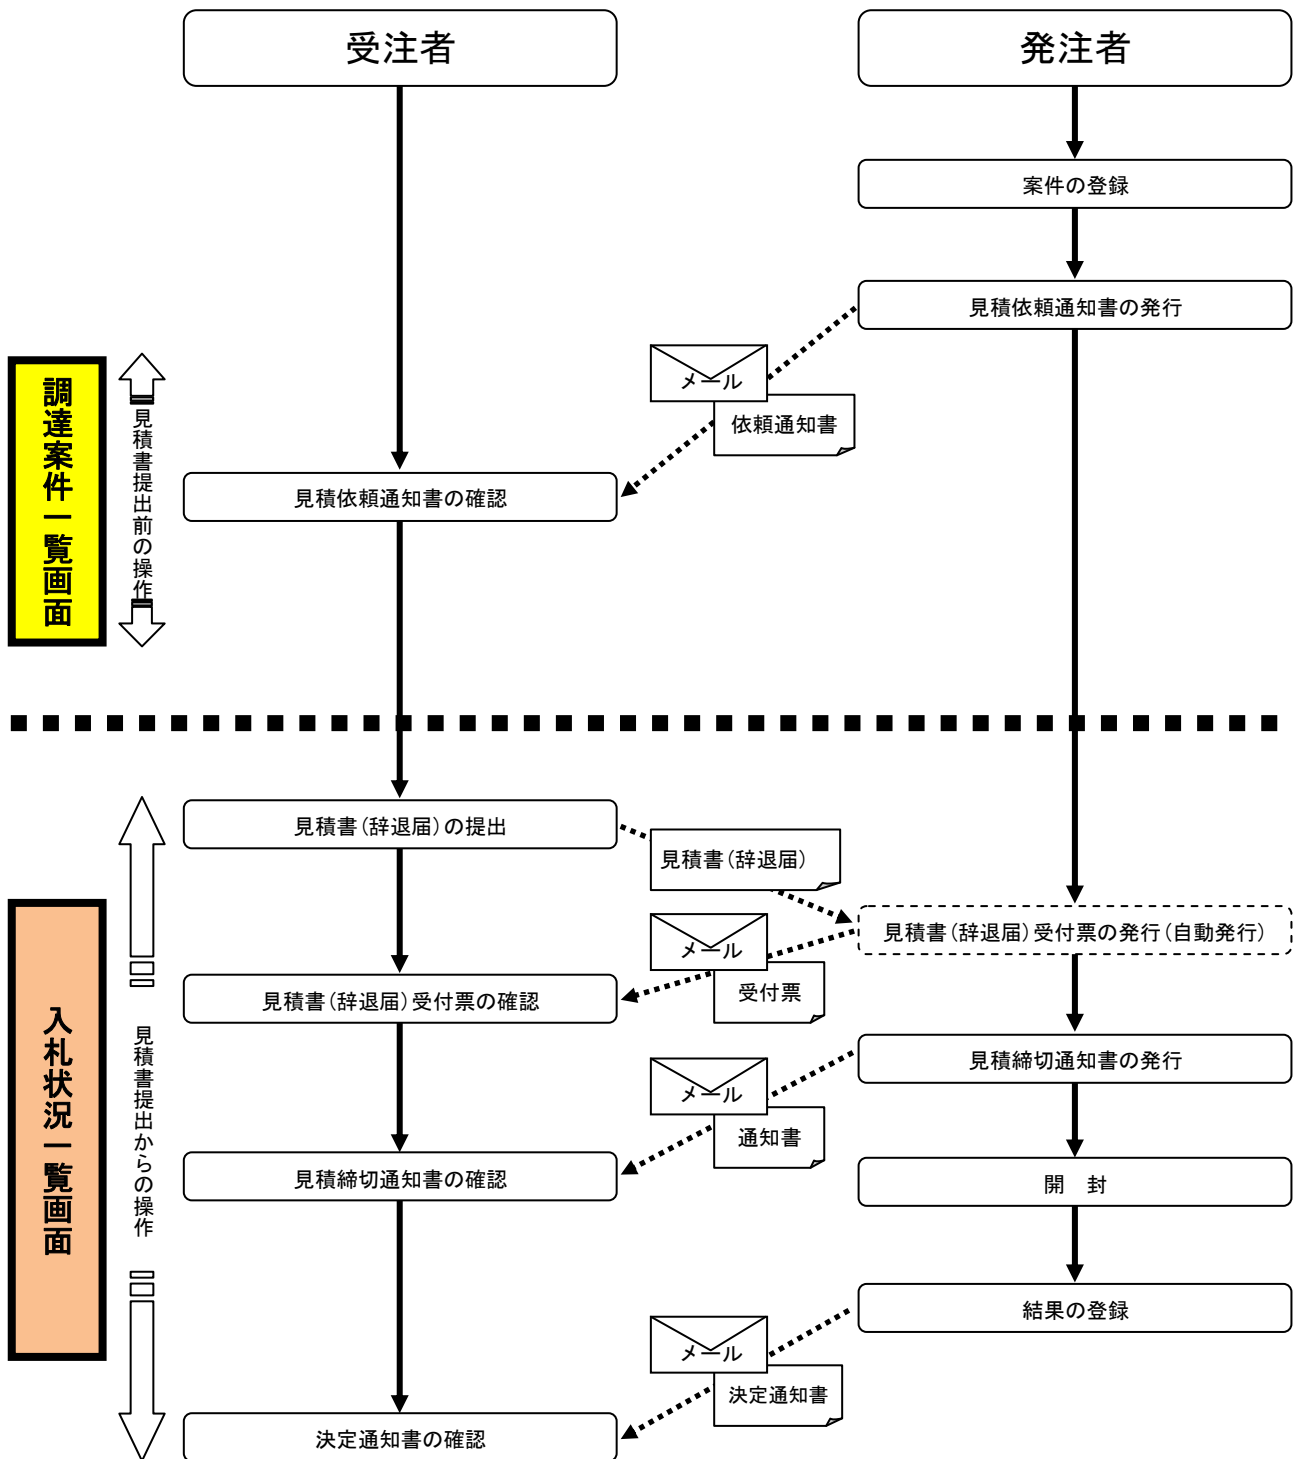 受注者
発注者
案件の登録
見積依頼通知書の発行
メール
依頼通知書
調達案件一覧画面
見積書提出前の操作
見積依頼通知書の確認
見積書(辞退届)の提出
見積書(辞退届)
見積書(辞退届)受付票の発行(自動発行)
メール
受付票
見積書(辞退届)受付票の確認
入札状況一覧画面
見積書提出からの操作
見積締切通知書の発行
メール
通知書
見積締切通知書の確認
開　封
結果の登録
メール
決定通知書
決定通知書の確認